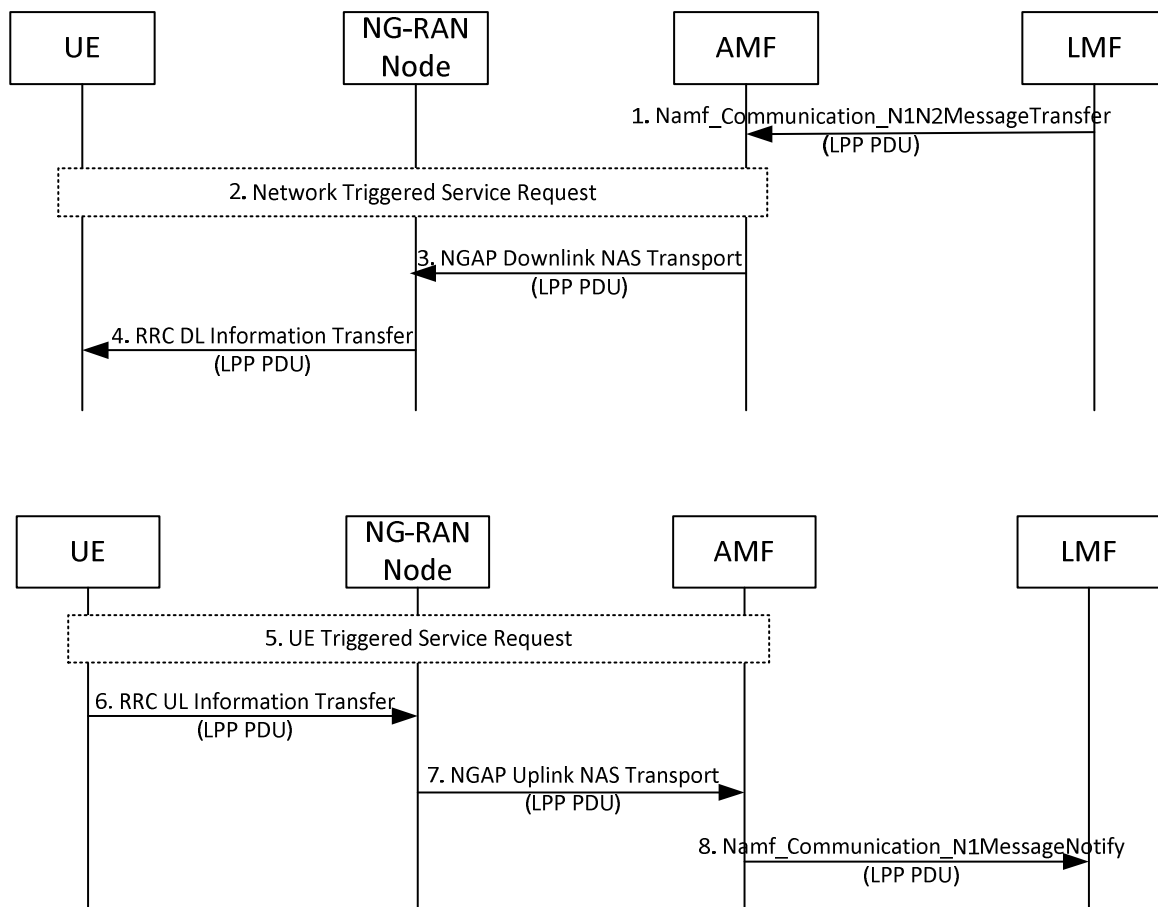 UE
NG-RAN
Node
AMF
LMF
1. Namf_Communication_N1N2MessageTransfer
(LPP PDU)
2. Network Triggered Service Request
3. NGAP Downlink NAS Transport
(LPP PDU)
4. RRC DL Information Transfer
(LPP PDU)
UE
NG-RAN
Node
AMF
LMF
5. UE Triggered Service Request
6. RRC UL Information Transfer
(LPP PDU)
7. NGAP Uplink NAS Transport
(LPP PDU)
8. Namf_Communication_N1MessageNotify
(LPP PDU)